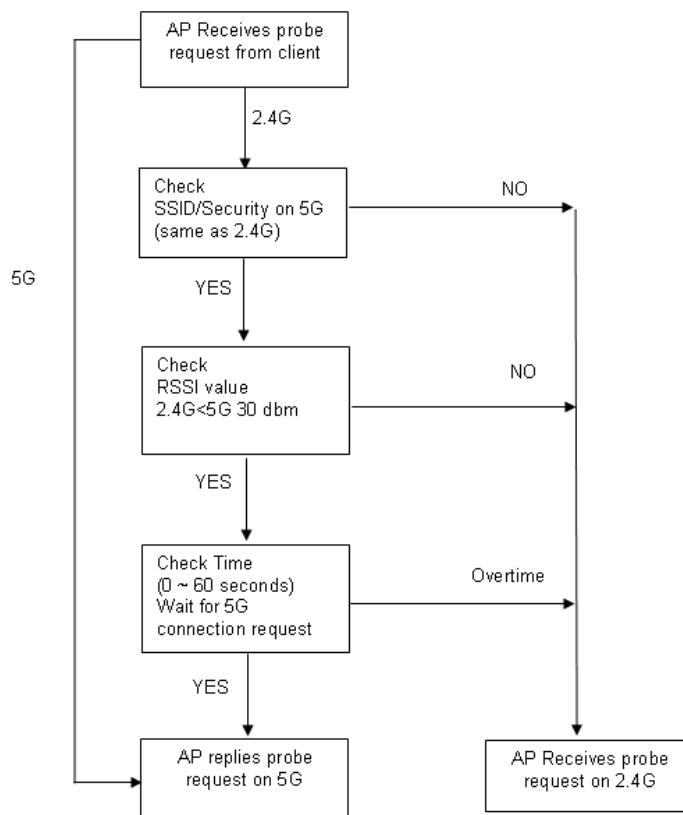 AP Receives probe
request from client
2.4G
Check
SSID/Security on 5G
(same as 2.4G)
NO
5G
YES
Check
RSSI value
2.4G<5G 30 dbm
NO
YES
Check Time
(0 ~ 60 seconds)
Wait for 5G
connection request
Overtime
YES
AP replies probe
request on 5G
AP Receives probe
request on 2.4G